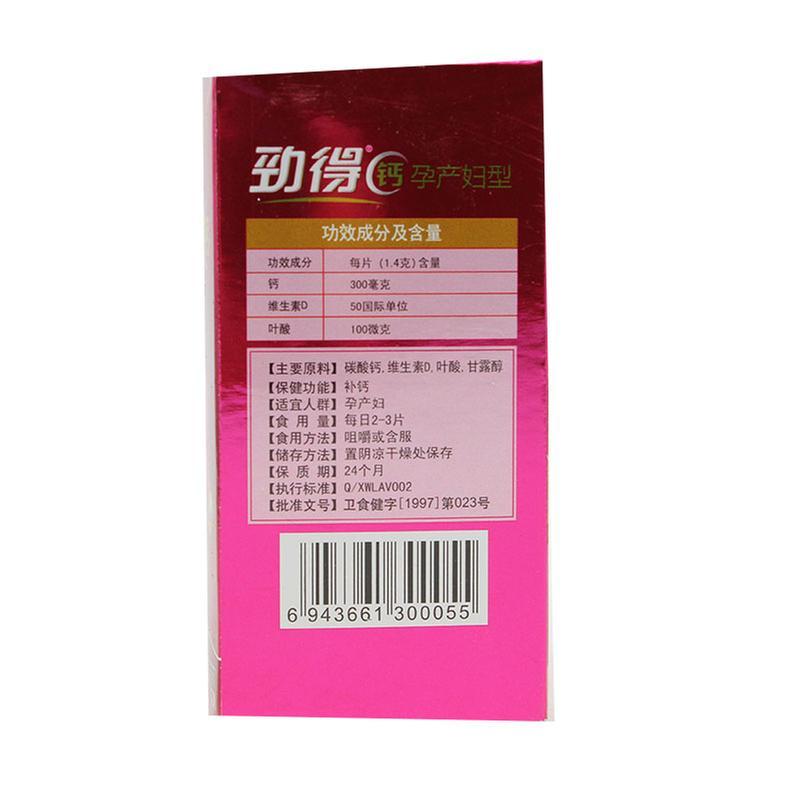 劲得®钙孕产妇型
功效成分及含量
功效成分 每片 (1.4克)含量
钙 300毫克
维生素D 50国际单位
叶酸 100微克
【主要原料】碳酸钙,维生素D,叶酸,甘露醇
【保健功能】补钙
【适宜人群】孕产妇
【食 用 量】每日2-3片
【食用方法】咀嚼或含服
【储存方法】置阴凉干燥处保存
【保 质 期】24个月
【执行标准】Q/XWLAV002
【批准文号】卫食健字[1997]第023号
6 943661 300055